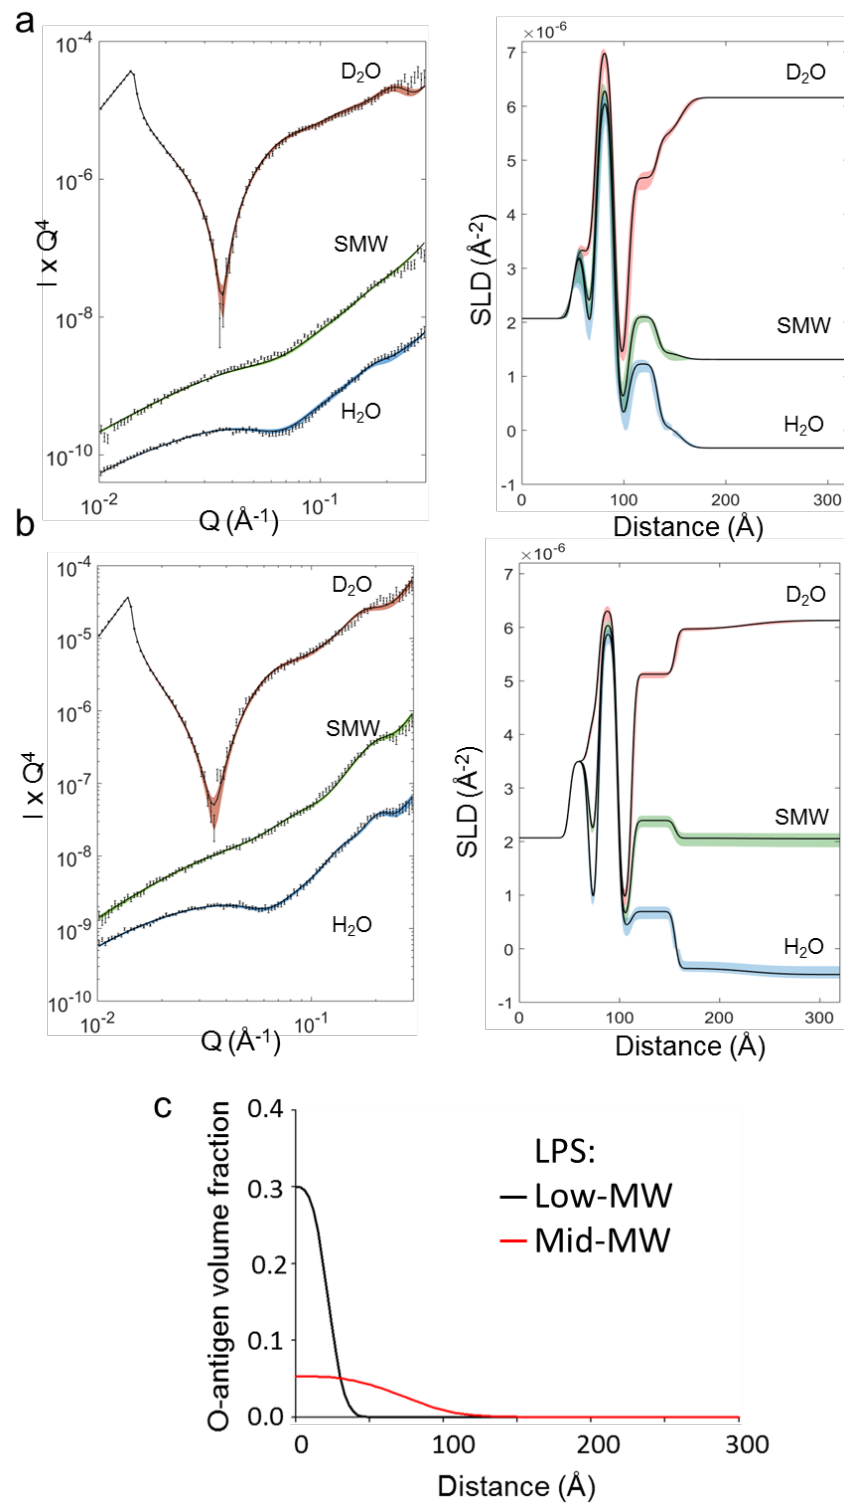 a
10⁻⁴
10⁻⁶
10⁻⁸
10⁻¹⁰
I x Q⁴
D₂O
SMW
H₂O
10⁻² 10⁻¹
Q (Å⁻¹)
×10⁻⁶
7
6
5
4
3
2
1
0
-1
SLD (Å⁻²)
D₂O
SMW
H₂O
0 100 200 300
Distance (Å)
b
10⁻⁴
10⁻⁵
10⁻⁶
10⁻⁷
10⁻⁸
10⁻⁹
10⁻¹⁰
I x Q⁴
D₂O
SMW
H₂O
10⁻² 10⁻¹
Q (Å⁻¹)
×10⁻⁶
7
6
5
4
3
2
1
0
-1
SLD (Å⁻²)
D₂O
SMW
H₂O
0 100 200 300
Distance (Å)
c
0.4
0.3
0.2
0.1
0.0
O-antigen volume fraction
LPS:
Low-MW
Mid-MW
0 100 200 300
Distance (Å)